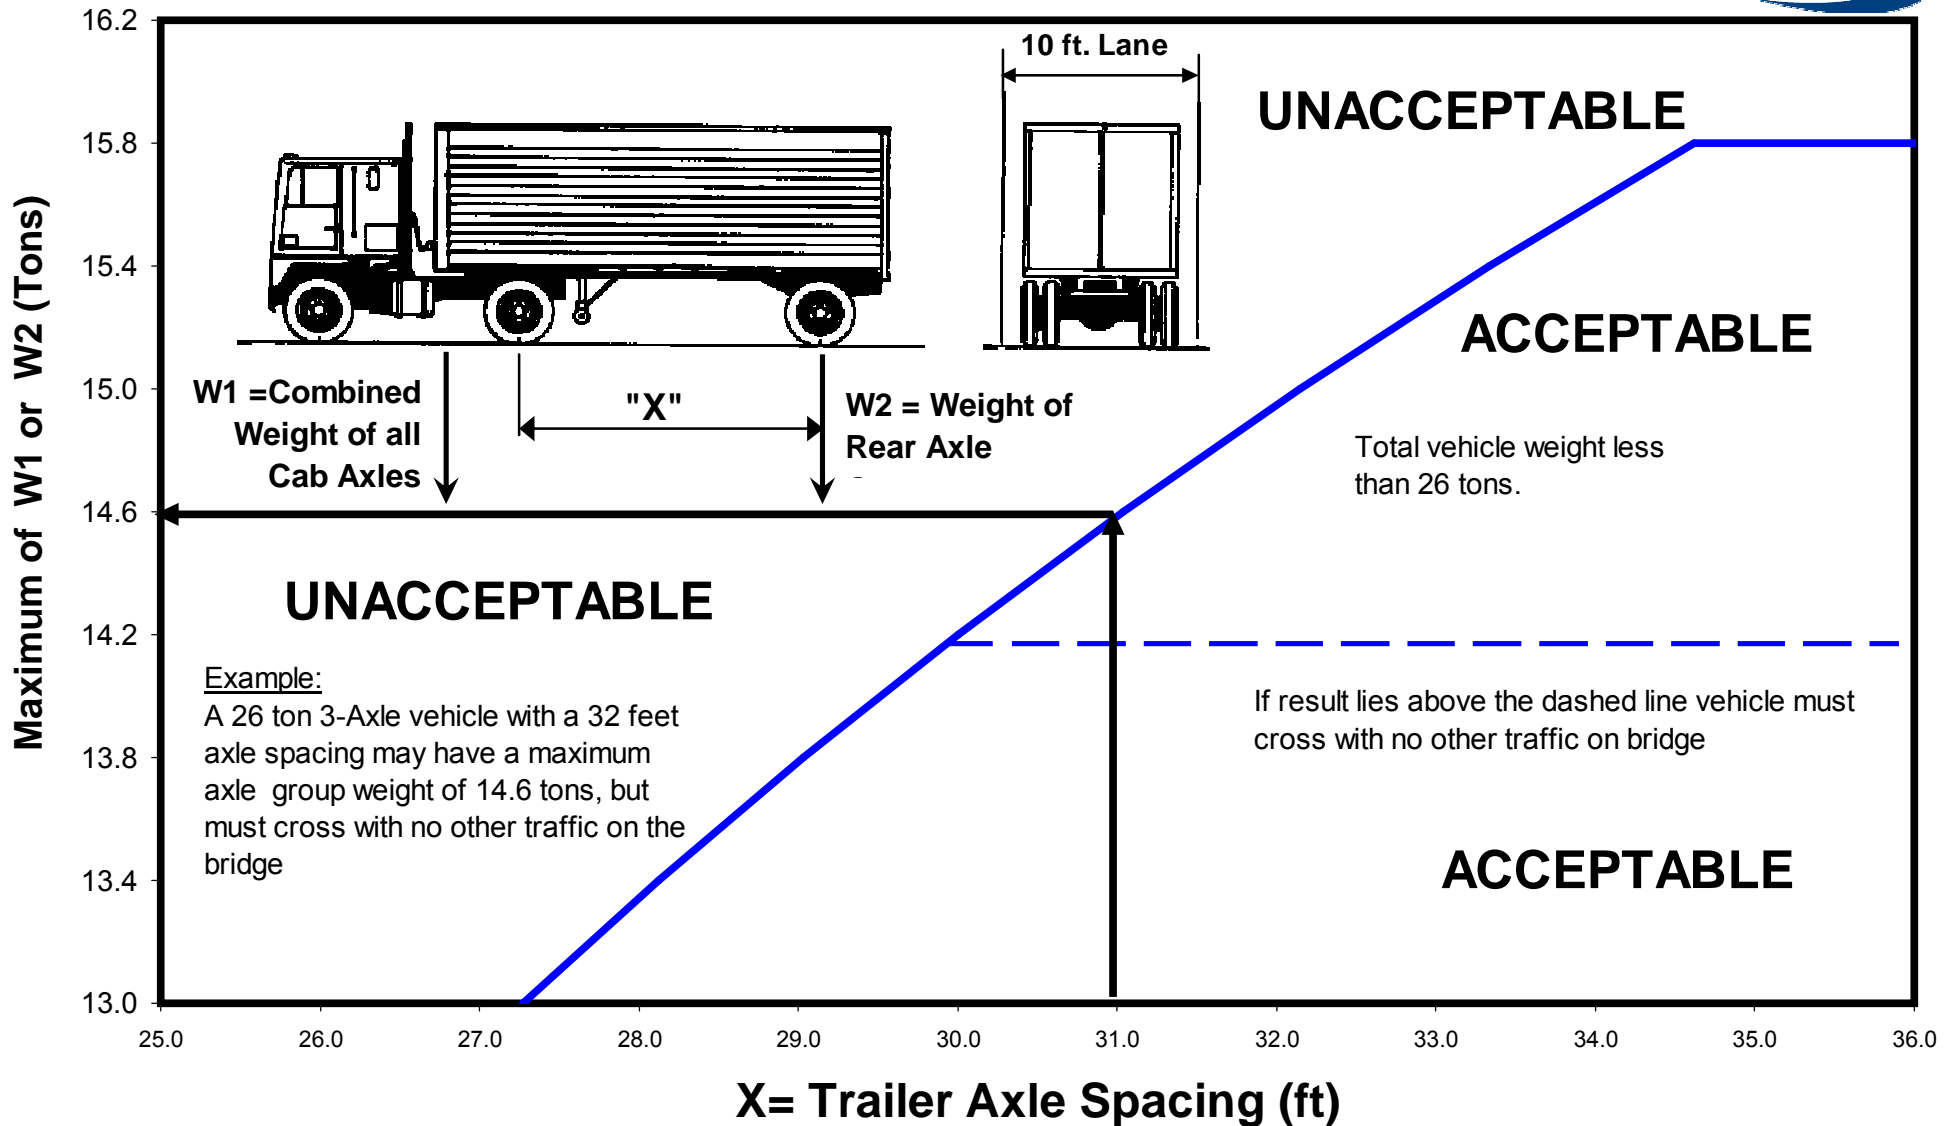 16.2
15.8
15.4
15.0
14.6
14.2
13.8
13.4
13.0
Maximum of W1 or W2 (Tons)
10 ft. Lane
UNACCEPTABLE
ACCEPTABLE
W1 =Combined
Weight of all
Cab Axles
"X"
W2 = Weight of
Rear Axle
Total vehicle weight less
than 26 tons.
UNACCEPTABLE
Example:
A 26 ton 3-Axle vehicle with a 32 feet
axle spacing may have a maximum
axle group weight of 14.6 tons, but
must cross with no other traffic on the
bridge
If result lies above the dashed line vehicle must
cross with no other traffic on bridge
ACCEPTABLE
25.0 26.0 27.0 28.0 29.0 30.0 31.0 32.0 33.0 34.0 35.0 36.0
X= Trailer Axle Spacing (ft)